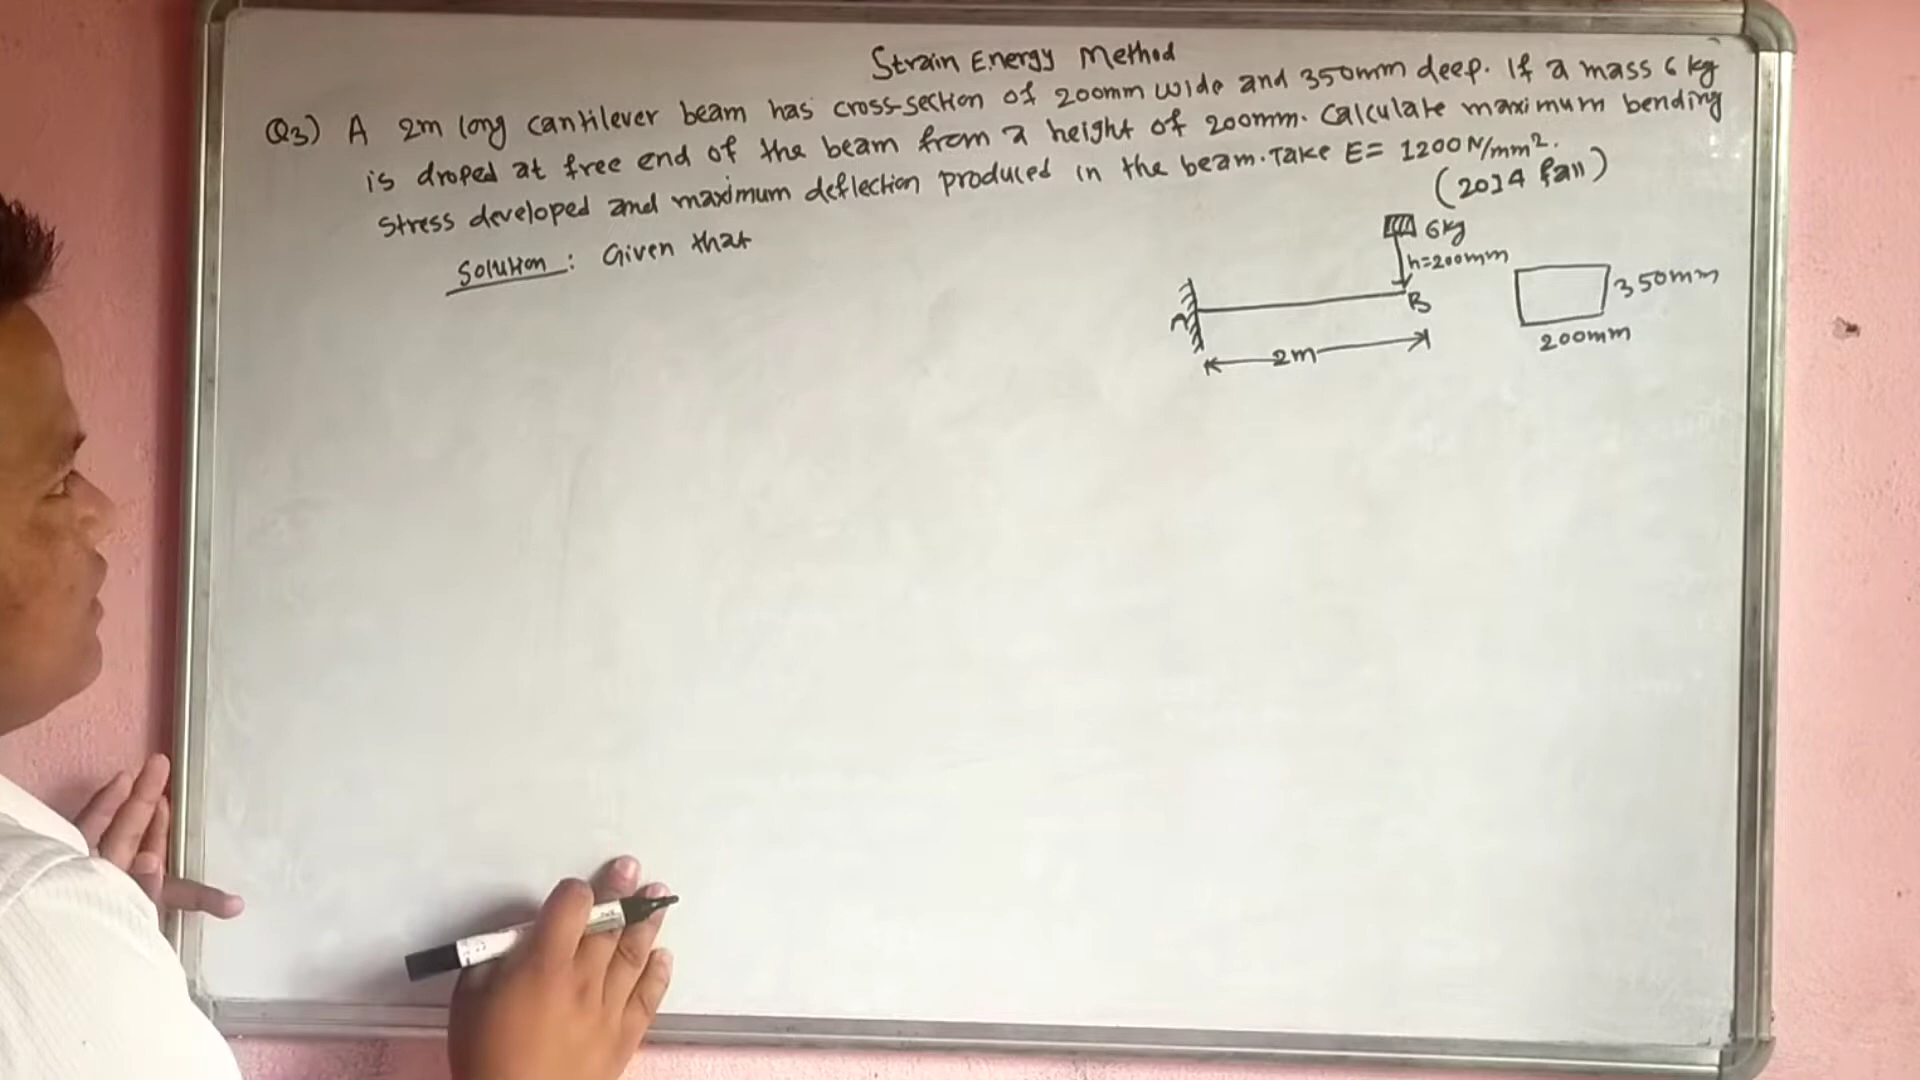 Strain Energy Method
Q3) A 2m long cantilever beam has cross-section of 200mm wide and 350mm deep. If a mass 6 kg
is droped at free end of the beam from a height of 200mm. Calculate maximum bending
stress developed and maximum deflection produced in the beam. Take E = 1200 N/mm².
(2014 fall)
Solution : Given that
6kg
h=200mm
B
2m
350mm
200mm